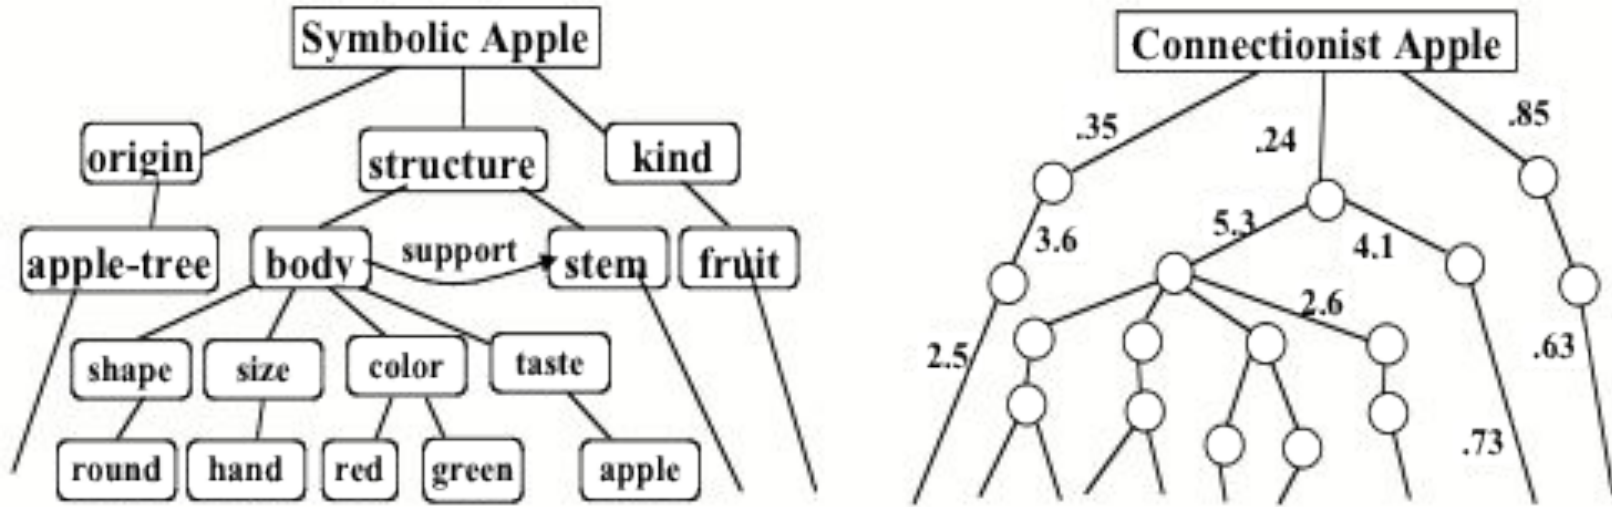 Symbolic Apple
origin
structure
kind
apple-tree
body
support
stem
fruit
shape
size
color
taste
round
hand
red
green
apple
Connectionist Apple
.35
.24
.85
3.6
5.3
4.1
2.6
2.5
.63
.73